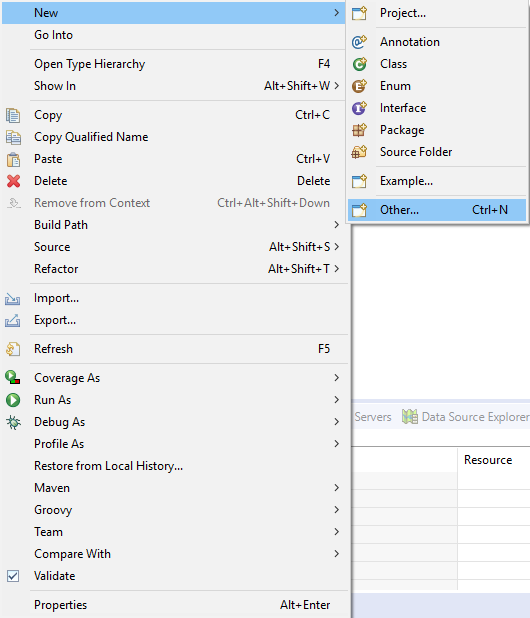 New
Go Into
Open Type Hierarchy F4
Show In Alt+Shift+W
Copy Ctrl+C
Copy Qualified Name
Paste Ctrl+V
Delete Delete
Remove from Context Ctrl+Alt+Shift+Down
Build Path
Source Alt+Shift+S
Refactor Alt+Shift+T
Import...
Export...
Refresh F5
Coverage As
Run As
Debug As
Profile As
Restore from Local History...
Maven
Groovy
Team
Compare With
Validate
Properties Alt+Enter
Project...
Annotation
Class
Enum
Interface
Package
Source Folder
Example...
Other... Ctrl+N
Servers Data Source Explorer
Resource